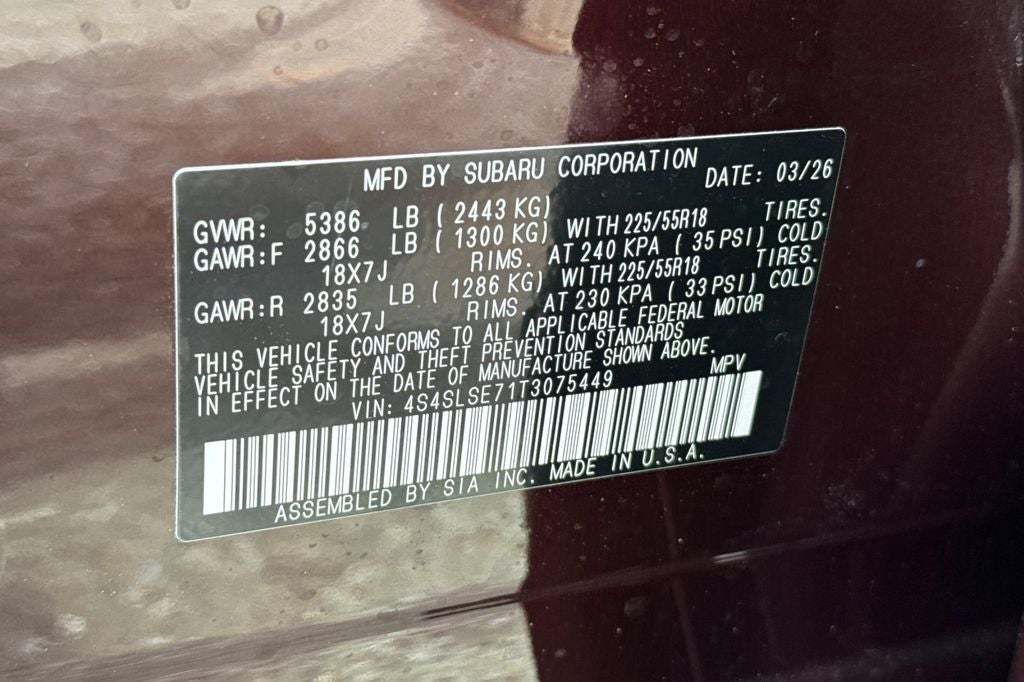 MFD BY SUBARU CORPORATION DATE: 03/26
GVWR: 5386 LB ( 2443 KG)
GAWR:F 2866 LB ( 1300 KG) WITH 225/55R18 TIRES.
18X7J RIMS. AT 240 KPA ( 35 PSI) COLD
GAWR:R 2835 LB ( 1286 KG) WITH 225/55R18 TIRES.
18X7J RIMS. AT 230 KPA ( 33 PSI) COLD
THIS VEHICLE CONFORMS TO ALL APPLICABLE FEDERAL MOTOR
VEHICLE SAFETY AND THEFT PREVENTION STANDARDS
IN EFFECT ON THE DATE OF MANUFACTURE SHOWN ABOVE.
VIN: 4S4SLSE71T3075449 MPV
ASSEMBLED BY SIA INC. MADE IN U.S.A.